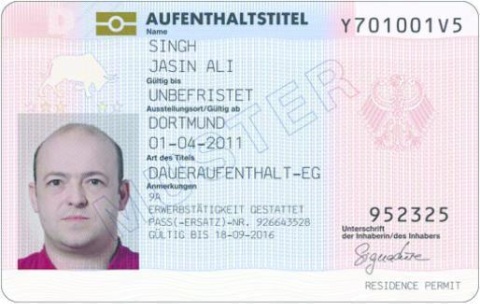 AUFENTHALTSTITEL
Y701001V5
Name
SINGH
JASIN ALI
Gültig bis
UNBEFRISTET
Ausstellungsort/Gültig ab
DORTMUND
01-04-2011
Art des Titels
DAUERAUFENTHALT-EG
Anmerkungen
9A
ERWERBSTÄTIGKEIT GESTATTET
PASS(-ERSATZ)-NR. 926643528
GÜLTIG BIS 18-09-2016
952325
Unterschrift
der Inhaberin/des Inhabers
Signature
RESIDENCE PERMIT
MUSTER